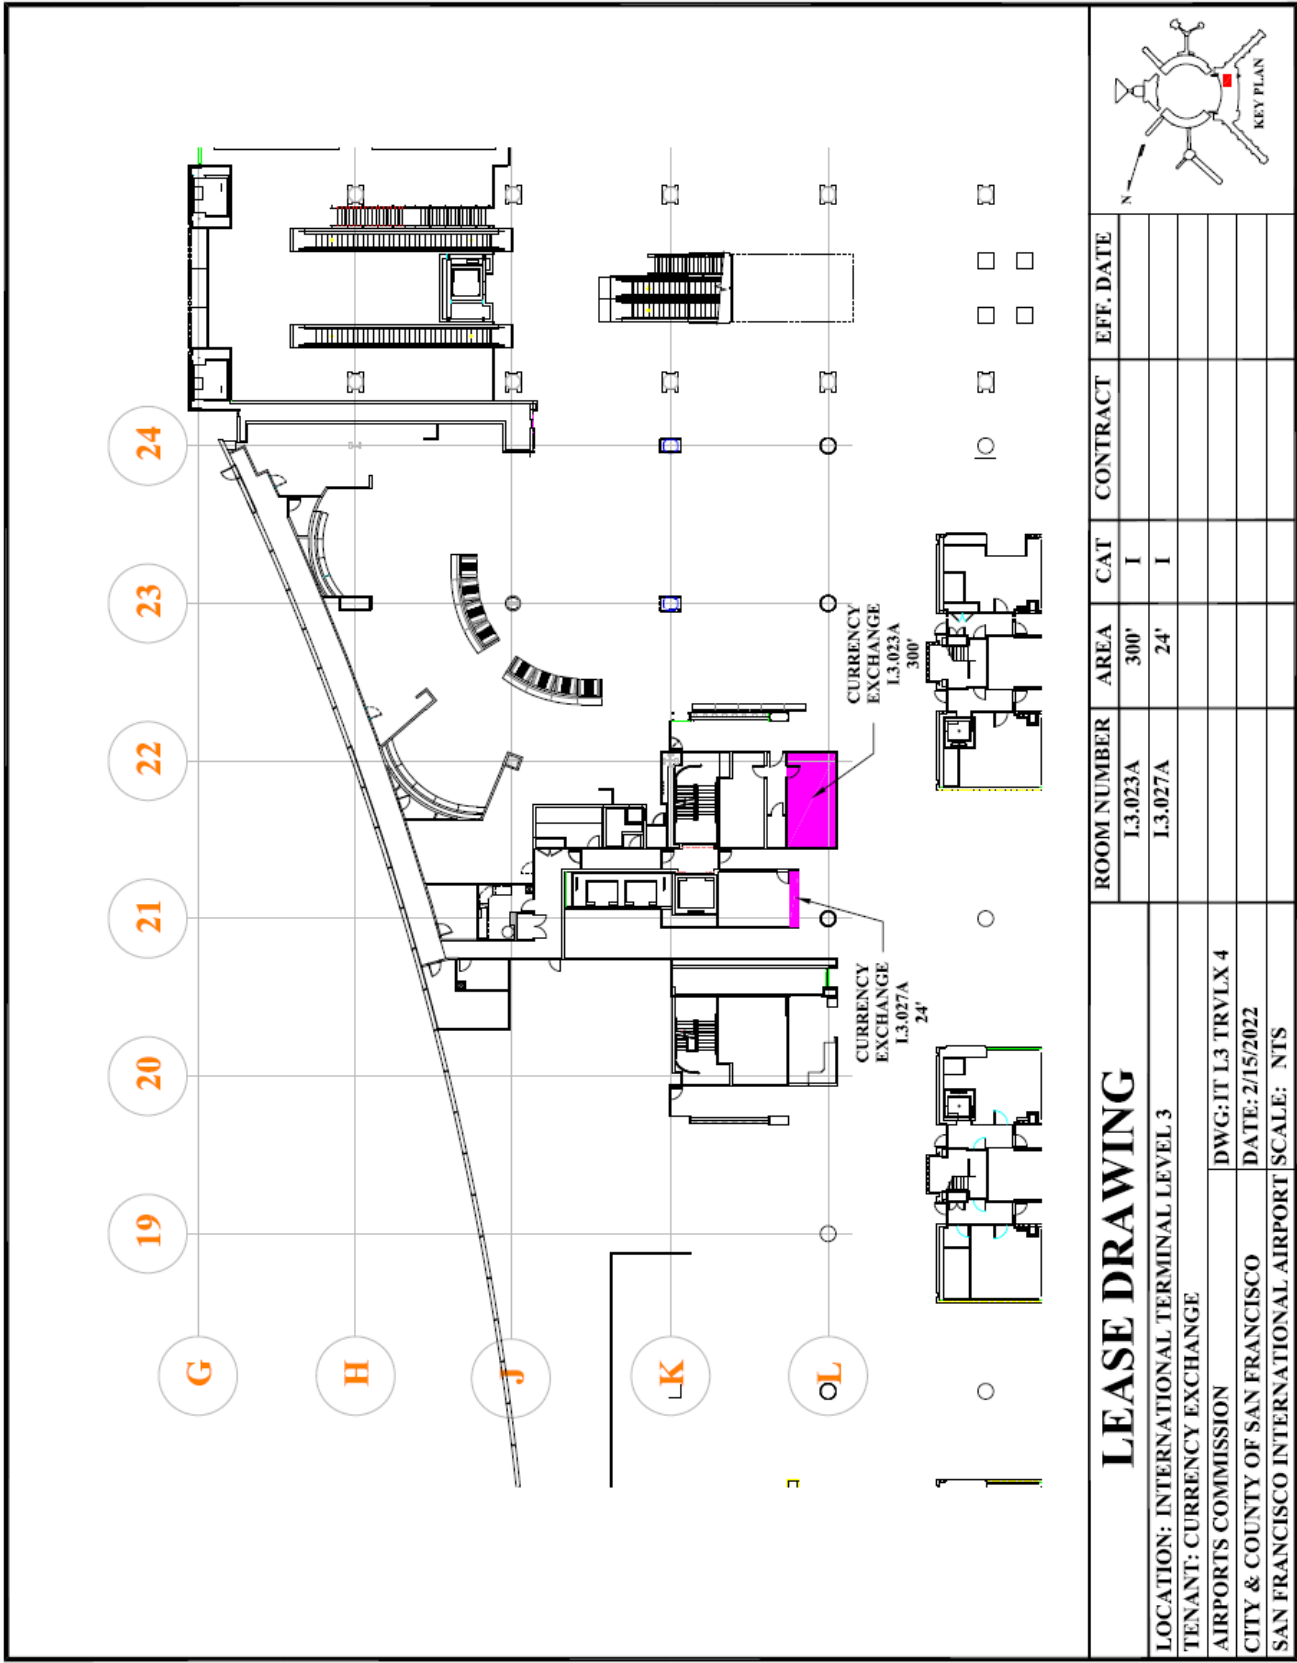 24
23
22
21
20
19
G
H
J
K
L
CURRENCY
EXCHANGE
I.3.023A
300'
CURRENCY
EXCHANGE
I.3.027A
24'
LEASE DRAWING
LOCATION: INTERNATIONAL TERMINAL LEVEL 3
TENANT: CURRENCY EXCHANGE
AIRPORTS COMMISSION
DWG: IT L3 TRVLX 4
CITY & COUNTY OF SAN FRANCISCO
DATE: 2/15/2022
SAN FRANCISCO INTERNATIONAL AIRPORT
SCALE: NTS
ROOM NUMBER AREA CAT CONTRACT EFF. DATE
I.3.023A 300' I
I.3.027A 24' I
N
KEY PLAN